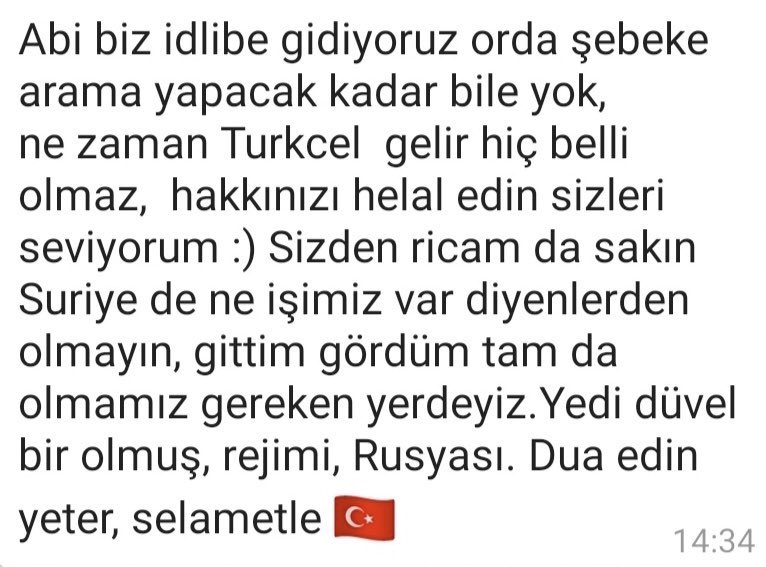 Abi biz idlibe gidiyoruz orda şebeke
arama yapacak kadar bile yok,
ne zaman Turkcel  gelir hiç belli
olmaz,  hakkınızı helal edin sizleri
seviyorum :) Sizden ricam da sakın
Suriye de ne işimiz var diyenlerden
olmayın, gittim gördüm tam da
olmamız gereken yerdeyiz.Yedi düvel
bir olmuş, rejimi, Rusyası. Dua edin
yeter, selametle 🇹🇷
14:34